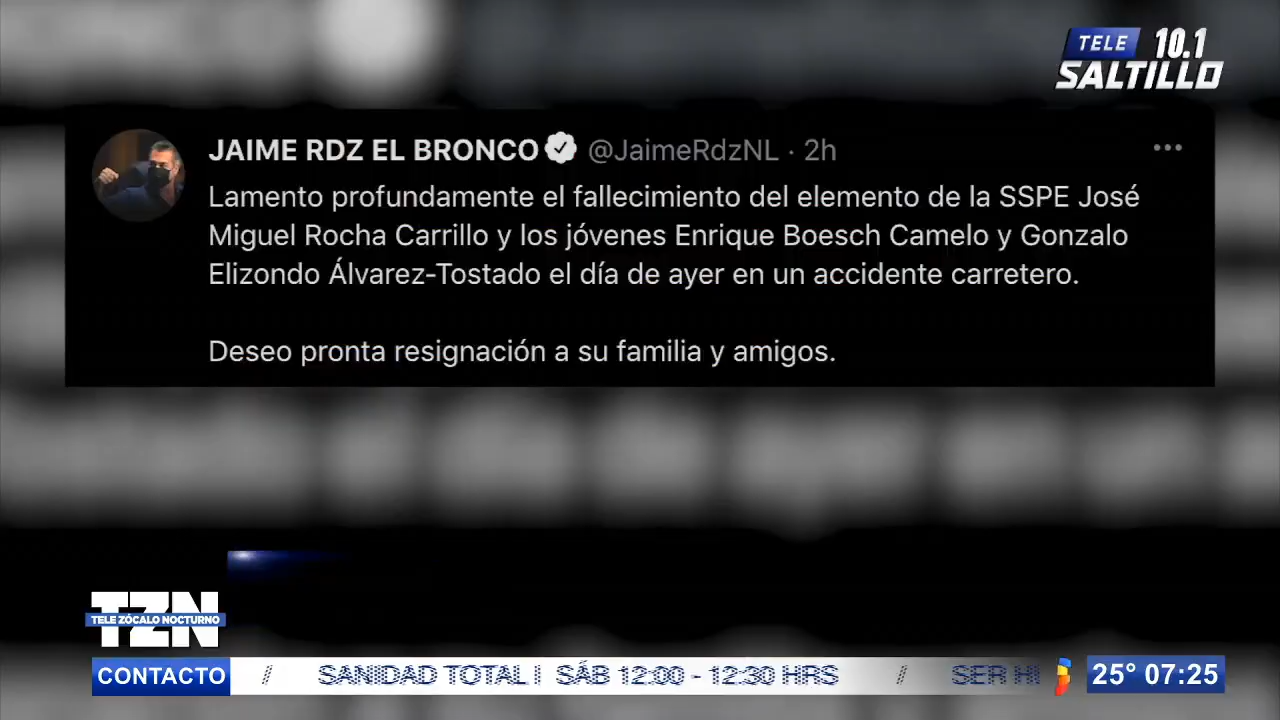 TELE 10.1
SALTILLO
JAIME RDZ EL BRONCO @JaimeRdzNL · 2h
Lamento profundamente el fallecimiento del elemento de la SSPE José
Miguel Rocha Carrillo y los jóvenes Enrique Boesch Camelo y Gonzalo
Elizondo Álvarez-Tostado el día de ayer en un accidente carretero.
Deseo pronta resignación a su familia y amigos.
TZN
TELE ZÓCALO NOCTURNO
CONTACTO // SANIDAD TOTAL | SÁB 12:00 - 12:30 HRS // SER 25° 07:25